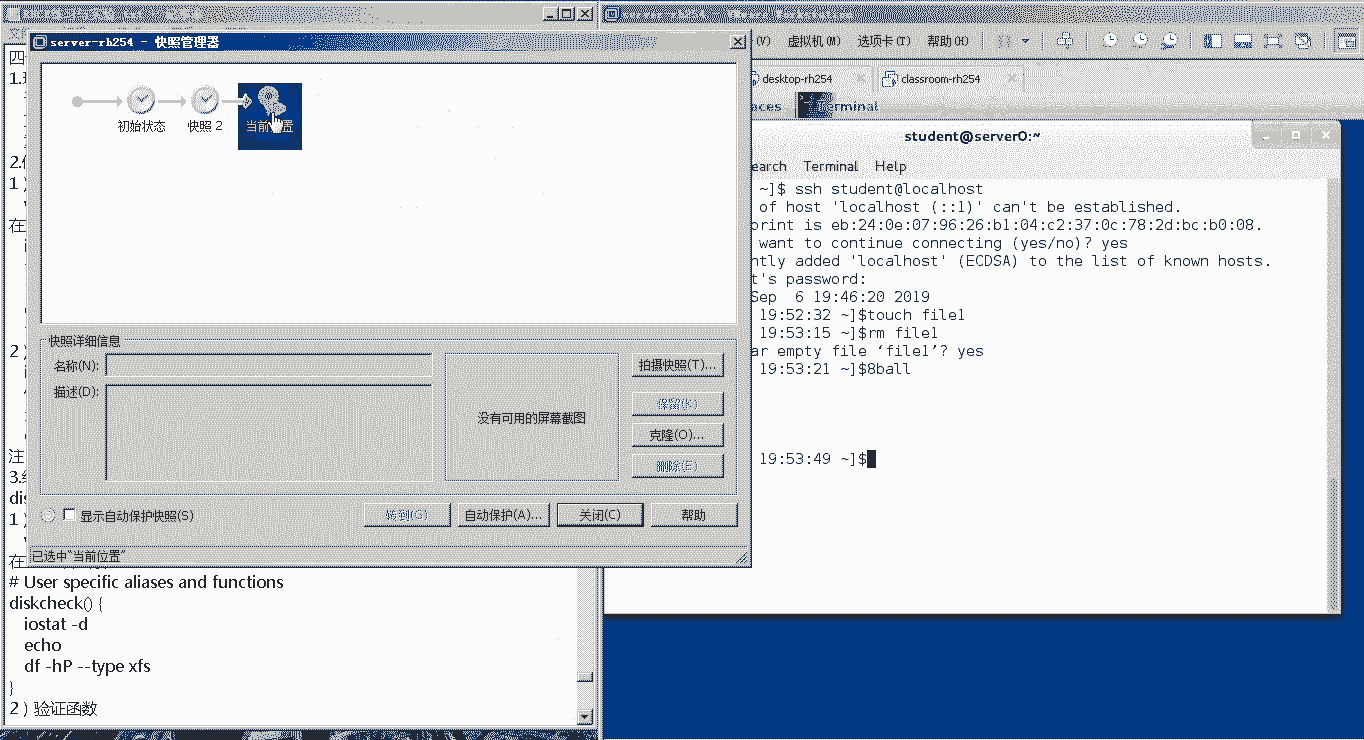 server-rh254 - 快照管理器
(V) 虚拟机(M) 选项卡(T) 帮助(H)
desktop-rh254
classroom-rh254
aces Terminal
初始状态
快照 2
当前位置
快照详细信息
名称(N):
描述(D):
没有可用的屏幕截图
拍摄快照(T)...
保留(K)
克隆(O)...
删除(E)
显示自动保护快照(S)
转到(G)
自动保护(A)...
关闭(C)
帮助
已选中"当前位置"
四
1.
2.
1 )
在
2 )
注
3.
dis
1 )
在
# User specific aliases and functions
diskcheck() {
iostat -d
echo
df -hP --type xfs
}
2 ) 验证函数
student@server0:~
earch Terminal Help
~]$ ssh student@localhost
of host 'localhost (::1)' can't be established.
print is eb:24:0e:07:96:26:b1:04:c2:37:0c:78:2d:bc:b0:08.
want to continue connecting (yes/no)? yes
ntly added 'localhost' (ECDSA) to the list of known hosts.
t's password:
Sep 6 19:46:20 2019
19:52:32 ~]$touch file1
19:53:15 ~]$rm file1
ar empty file ‘file1’? yes
19:53:21 ~]$8ball
19:53:49 ~]$